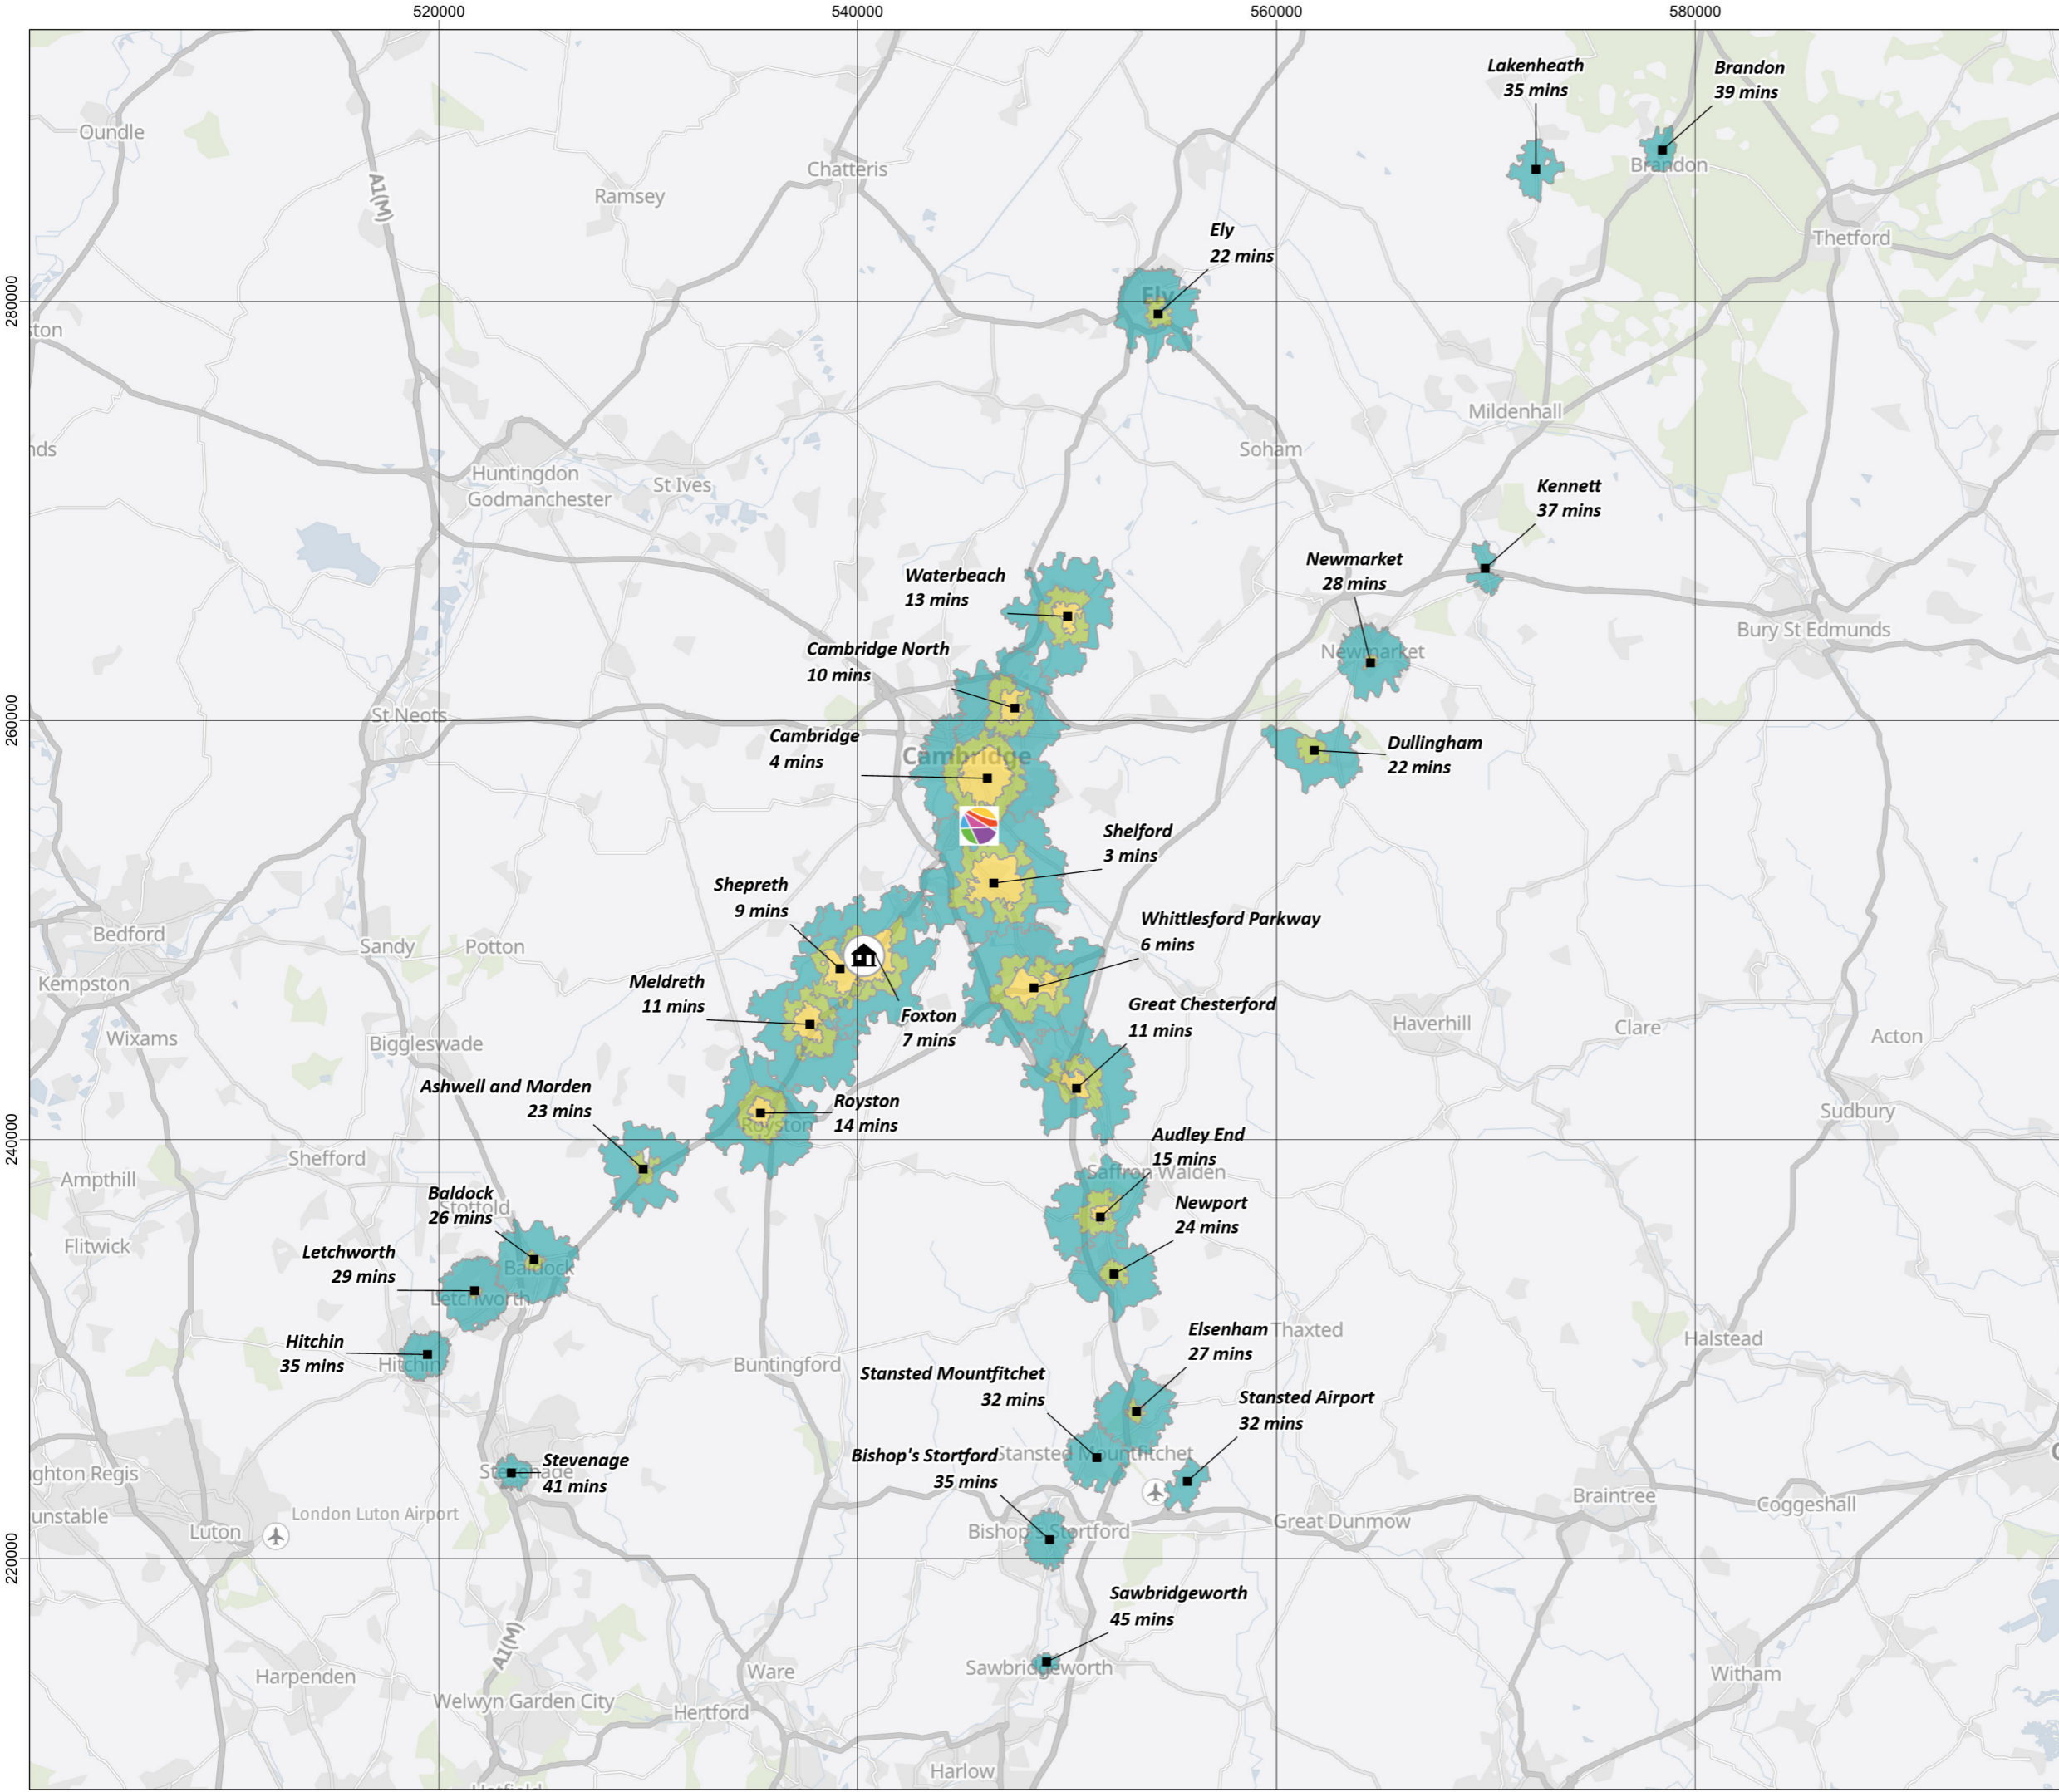 520000
540000
560000
580000
Lakenheath
35 mins
Brandon
39 mins
Oundle
Chatteris
Brandon
A1(M)
Ramsey
Thetford
Ely
22 mins
280000
Ely
Mildenhall
Soham
Huntingdon
Godmanchester
St Ives
Kennett
37 mins
Newmarket
28 mins
Waterbeach
13 mins
Bury St Edmunds
Cambridge North
10 mins
Newmarket
260000
St Neots
Cambridge
4 mins
Cambridge
Dullingham
22 mins
Shelford
3 mins
Shepreth
9 mins
Whittlesford Parkway
6 mins
Bedford
Sandy
Potton
Kempston
Meldreth
11 mins
Great Chesterford
11 mins
Foxton
7 mins
Haverhill
Clare
Acton
Wixams
Biggleswade
Ashwell and Morden
23 mins
Royston
14 mins
Royston
Sudbury
240000
Audley End
15 mins
Saffron Walden
Shefford
Ampthill
Baldock
26 mins
Stotfold
Newport
24 mins
Flitwick
Letchworth
29 mins
Baldock
Letchworth
Hitchin
35 mins
Hitchin
Elsenham
27 mins
Thaxted
Halstead
Buntingford
Stansted Mountfitchet
32 mins
Stansted Airport
32 mins
Bishop's Stortford
35 mins
Stansted Mountfitchet
Stevenage
41 mins
Stevenage
ghton Regis
Braintree
Coggeshall
unstable
London Luton Airport
Luton
Bishop's Stortford
Great Dunmow
220000
Sawbridgeworth
45 mins
A1(M)
Harpenden
Ware
Sawbridgeworth
Witham
Welwyn Garden City
Hertford
Harlow